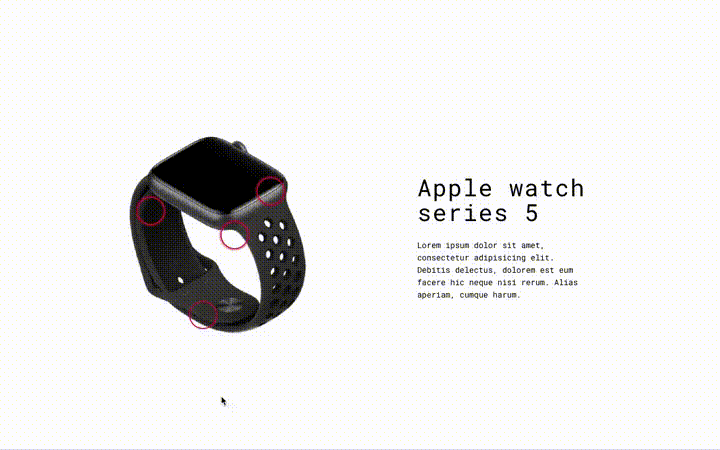 Apple watch
series 5
Lorem ipsum dolor sit amet,
consectetur adipisicing elit.
Debitis delectus, dolorem est eum
facere hic neque nisi rerum. Alias
aperiam, cumque harum.